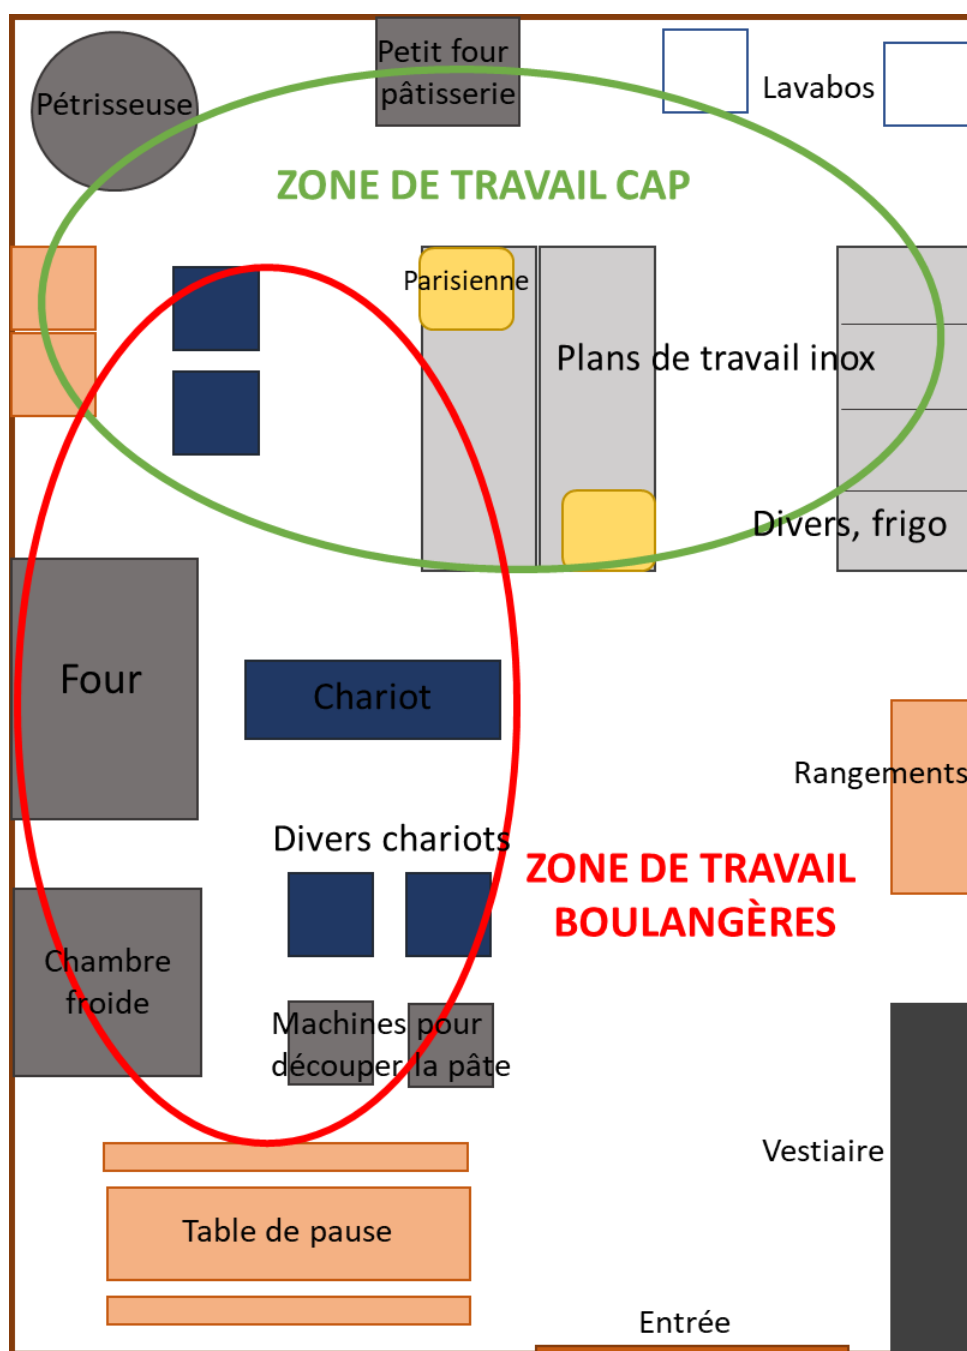 Petit four
pâtisserie
Pétrisseuse
Lavabos
ZONE DE TRAVAIL CAP
Parisienne
Plans de travail inox
Divers, frigo
Four
Chariot
Rangements
Divers chariots
ZONE DE TRAVAIL
BOULANGÈRES
Chambre
froide
Machines pour
découper la pâte
Vestiaire
Table de pause
Entrée